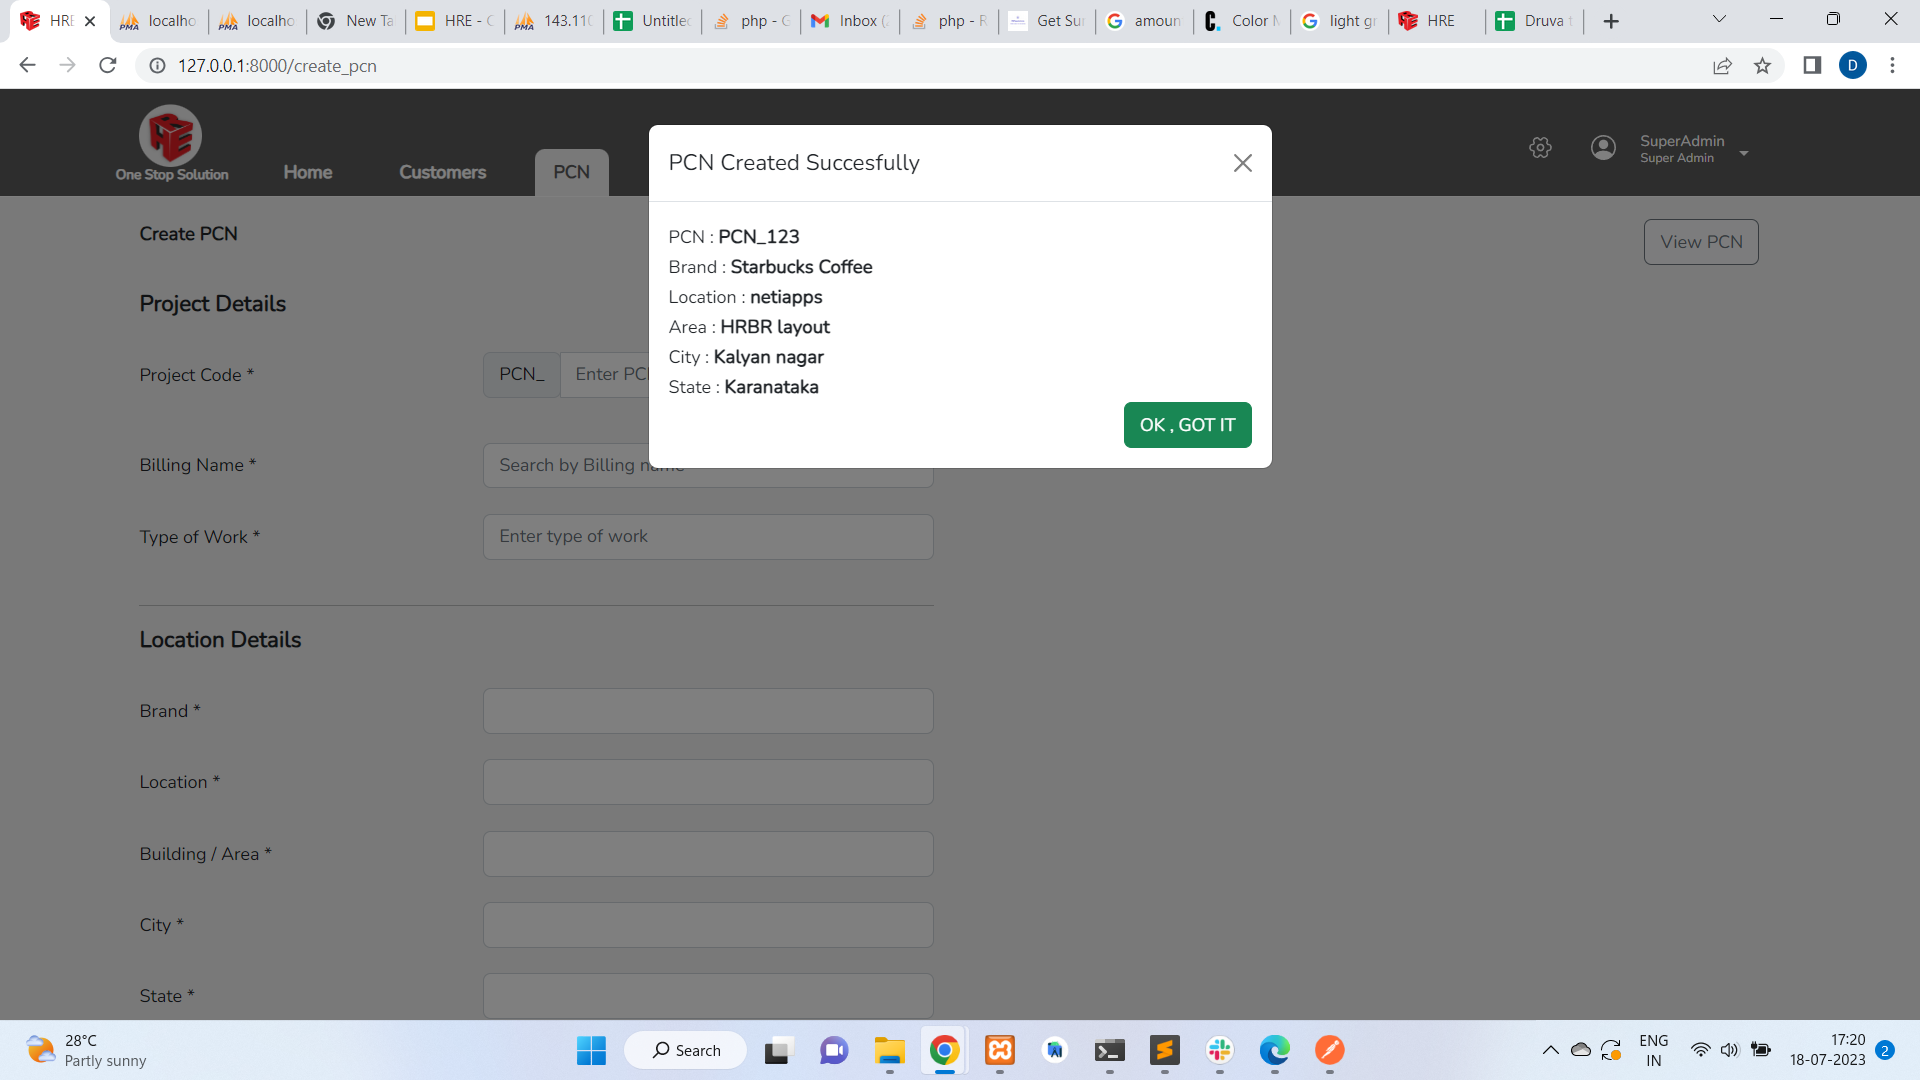 HRE
localho
localho
New Ta
HRE - C
143.110
Untitled
php - G
Inbox (2
php - R
Get Sur
amoun
Color M
light gr
HRE
Druva t
127.0.0.1:8000/create_pcn
D
One Stop Solution
Home
Customers
PCN
SuperAdmin
Super Admin
PCN Created Succesfully
PCN : PCN_123
Brand : Starbucks Coffee
Location : netiapps
Area : HRBR layout
City : Kalyan nagar
State : Karanataka
OK , GOT IT
Create PCN
View PCN
Project Details
Project Code *
PCN_
Enter PC
Billing Name *
Search by Billing name
Type of Work *
Enter type of work
Location Details
Brand *
Location *
Building / Area *
City *
State *
28°C
Partly sunny
Search
ENG
IN
17:20
18-07-2023
2